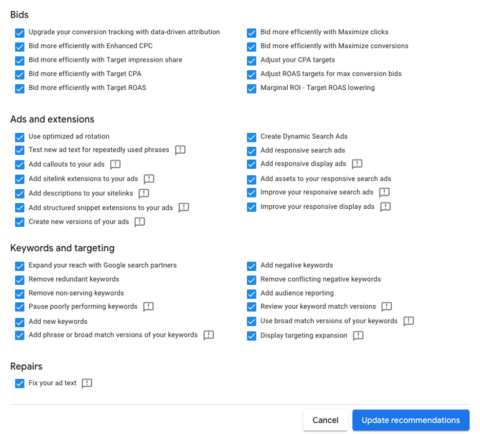 Bids
Upgrade your conversion tracking with data-driven attribution
Bid more efficiently with Enhanced CPC
Bid more efficiently with Target impression share
Bid more efficiently with Target CPA
Bid more efficiently with Target ROAS
Bid more efficiently with Maximize clicks
Bid more efficiently with Maximize conversions
Adjust your CPA targets
Adjust ROAS targets for max conversion bids
Marginal ROI - Target ROAS lowering
Ads and extensions
Use optimized ad rotation
Test new ad text for repeatedly used phrases
Add callouts to your ads
Add sitelink extensions to your ads
Add descriptions to your sitelinks
Add structured snippet extensions to your ads
Create new versions of your ads
Create Dynamic Search Ads
Add responsive search ads
Add responsive display ads
Add assets to your responsive search ads
Improve your responsive search ads
Improve your responsive display ads
Keywords and targeting
Expand your reach with Google search partners
Remove redundant keywords
Remove non-serving keywords
Pause poorly performing keywords
Add new keywords
Add phrase or broad match versions of your keywords
Add negative keywords
Remove conflicting negative keywords
Add audience reporting
Review your keyword match versions
Use broad match versions of your keywords
Display targeting expansion
Repairs
Fix your ad text
Cancel
Update recommendations